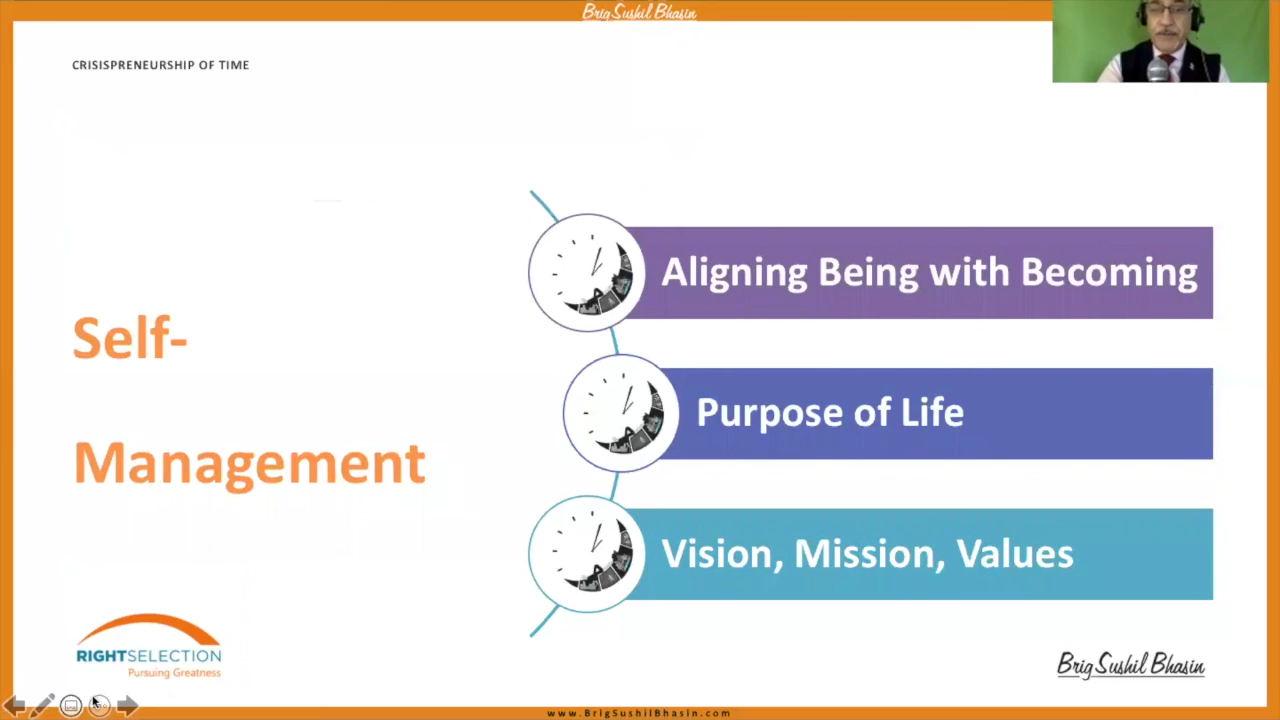 Brig Sushil Bhasin
CRISISPRENEURSHIP OF TIME
Self-
Management
Aligning Being with Becoming
Purpose of Life
Vision, Mission, Values
RIGHTSELECTION
Pursuing Greatness
Brig Sushil Bhasin
www.BrigSushilBhasin.com